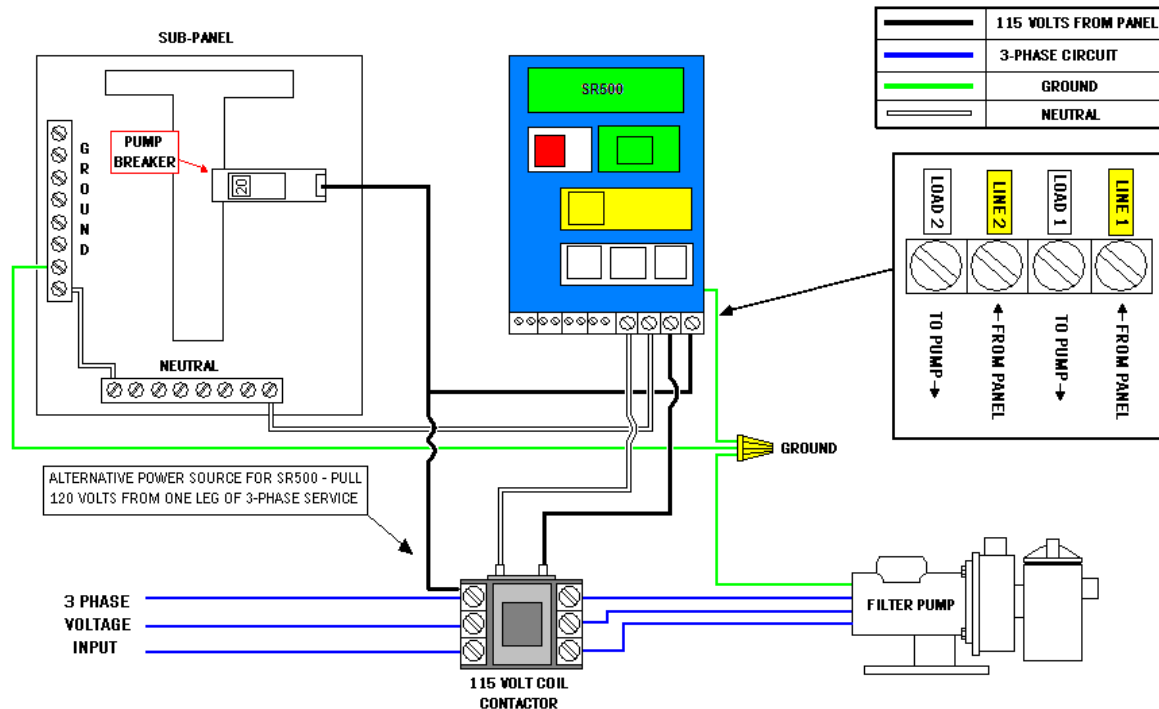 SUB-PANEL
PUMP
BREAKER
20
GROUND
NEUTRAL
SR500
115 VOLTS FROM PANEL
3-PHASE CIRCUIT
GROUND
NEUTRAL
LOAD 2
LINE 2
LOAD 1
LINE 1
TO PUMP
FROM PANEL
TO PUMP
FROM PANEL
GROUND
ALTERNATIVE POWER SOURCE FOR SR500 - PULL
120 VOLTS FROM ONE LEG OF 3-PHASE SERVICE
3 PHASE
VOLTAGE
INPUT
FILTER PUMP
115 VOLT COIL
CONTACTOR